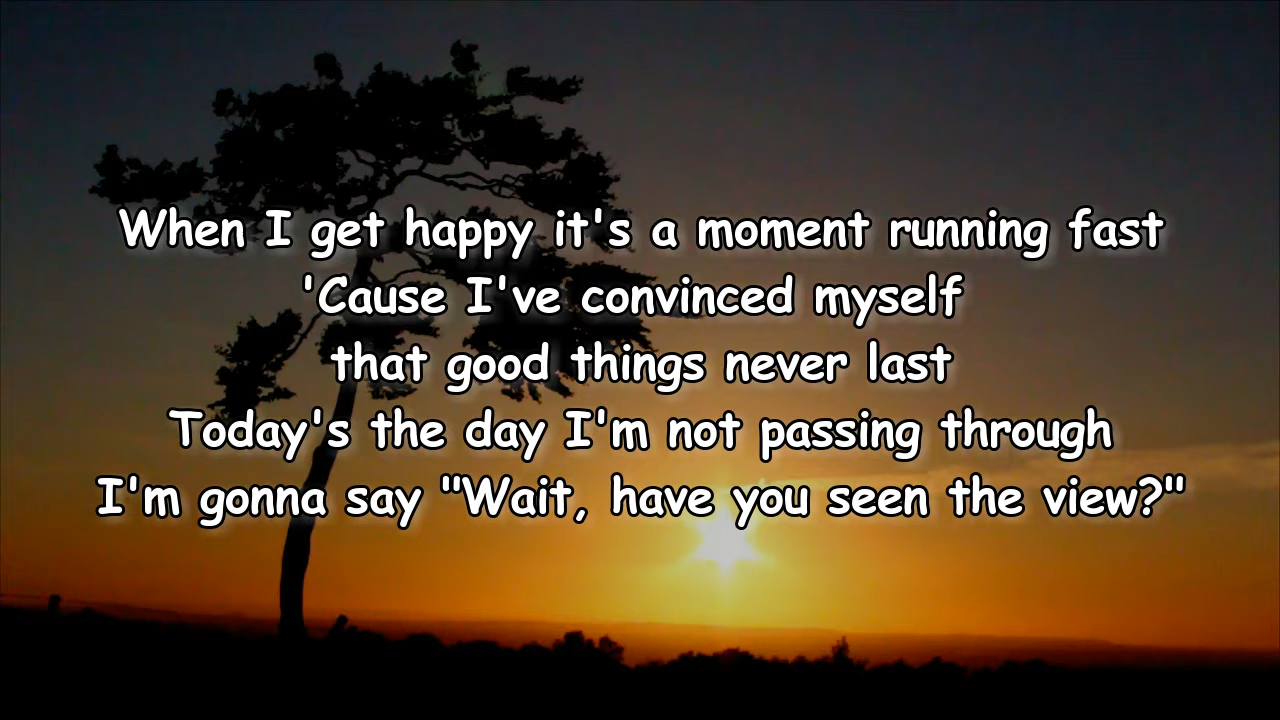 When I get happy it's a moment running fast
'Cause I've convinced myself
that good things never last
Today's the day I'm not passing through
I'm gonna say "Wait, have you seen the view?"